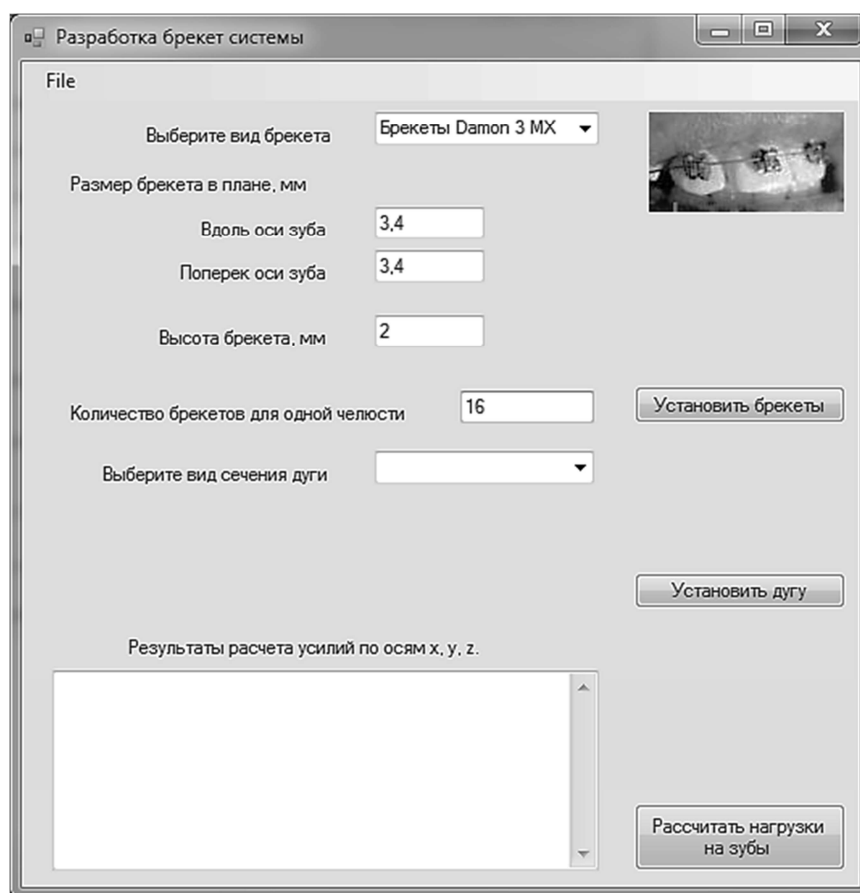 Разработка брекет системы
File
Выберите вид брекета
Брекеты Damon 3 MX
Размер брекета в плане, мм
Вдоль оси зуба
3,4
Поперек оси зуба
3,4
Высота брекета, мм
2
Количество брекетов для одной челюсти
16
Установить брекеты
Выберите вид сечения дуги
Установить дугу
Результаты расчета усилий по осям x, y, z.
Рассчитать нагрузки
на зубы